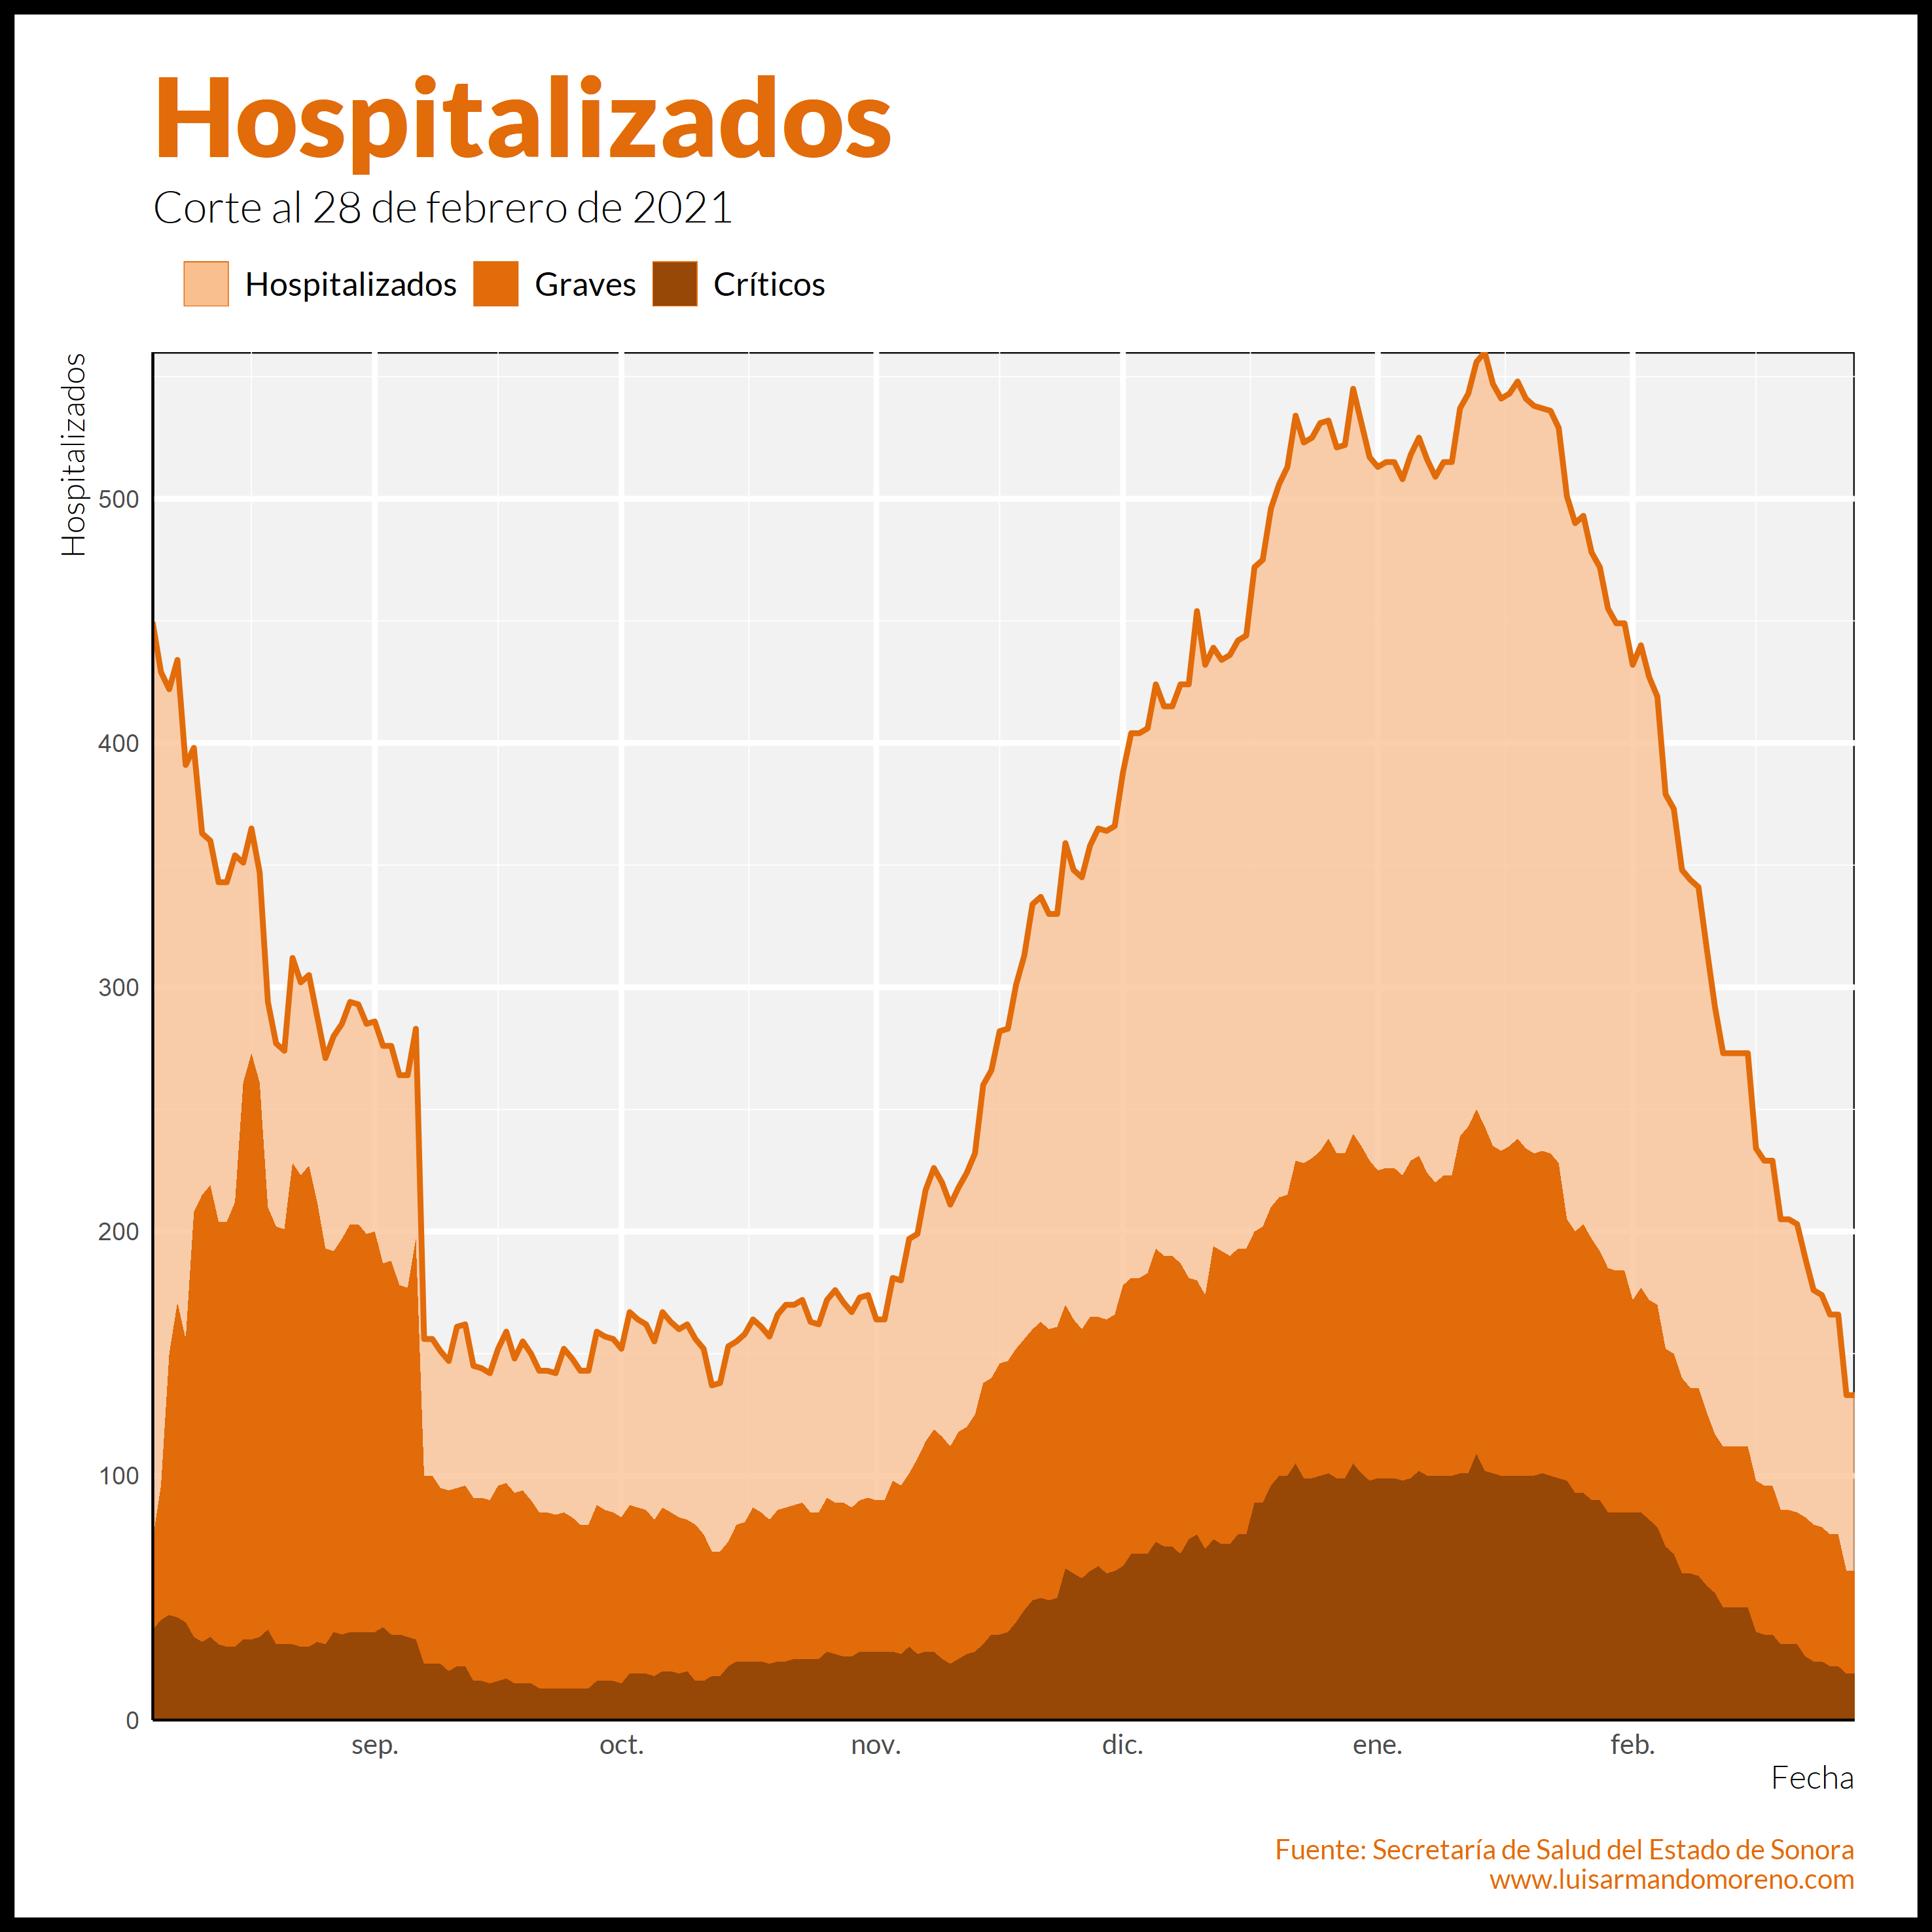 Hospitalizados
Corte al 28 de febrero de 2021
Hospitalizados Graves Críticos
Hospitalizados
500
400
300
200
100
0
sep. oct. nov. dic. ene. feb.
Fecha
Fuente: Secretaría de Salud del Estado de Sonora
www.luisarmandomoreno.com